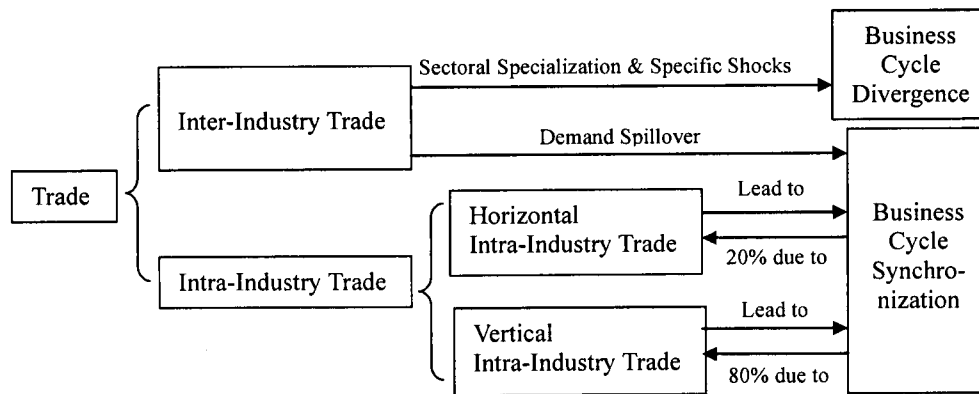 Business
Cycle
Divergence
Sectoral Specialization & Specific Shocks
Inter-Industry Trade
Demand Spillover
Trade
Horizontal
Intra-Industry Trade
Lead to
20% due to
Business
Cycle
Synchro-
nization
Intra-Industry Trade
Vertical
Intra-Industry Trade
Lead to
80% due to